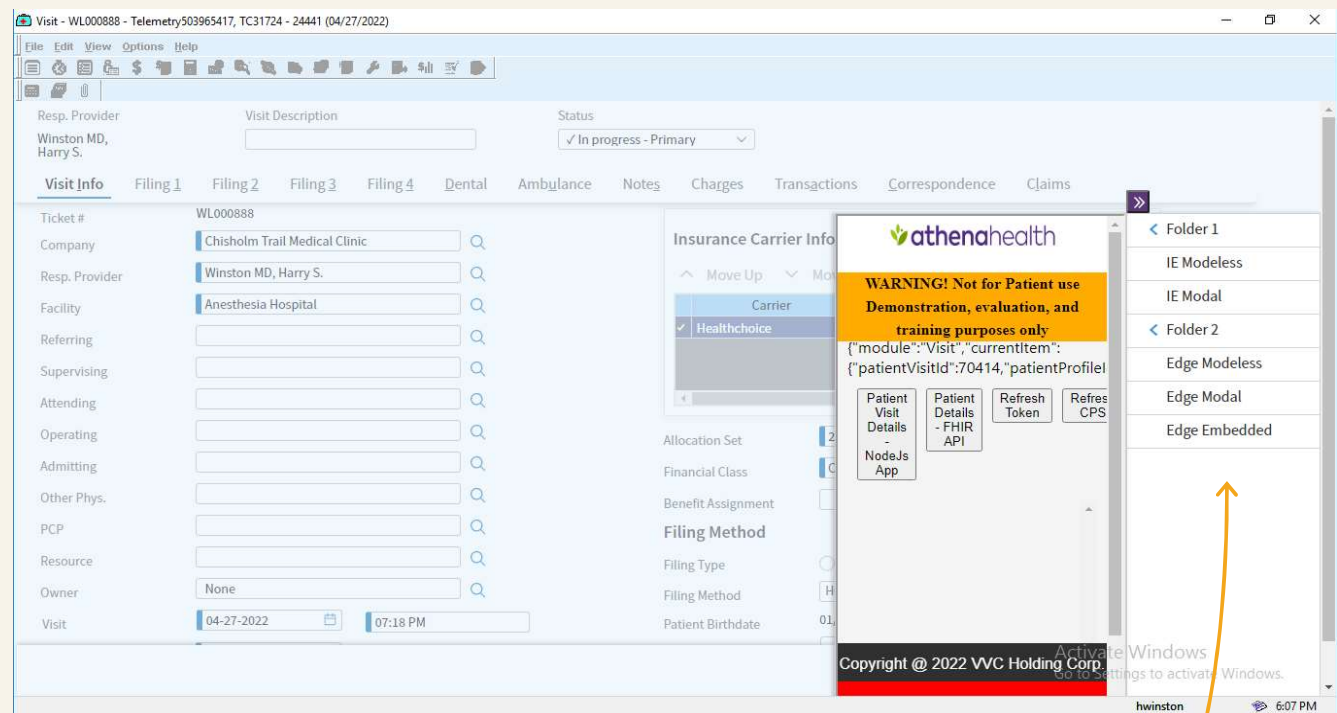 Visit - WL000888 - Telemetry503965417, TC31724 - 24441 (04/27/2022)
File Edit View Options Help
Resp. Provider Visit Description Status
Winston MD, Harry S.
✓ In progress - Primary
Visit Info Filing 1 Filing 2 Filing 3 Filing 4 Dental Ambulance Notes Charges Transactions Correspondence Claims
Ticket # WL000888
Company Chisholm Trail Medical Clinic
Resp. Provider Winston MD, Harry S.
Facility Anesthesia Hospital
Referring
Supervising
Attending
Operating
Admitting
Other Phys.
PCP
Resource
Owner None
Visit 04-27-2022 07:18 PM
Insurance Carrier Info
Move Up
Carrier
Healthchoice
Allocation Set 2
Financial Class
Benefit Assignment
Filing Method
Filing Type
Filing Method H
Patient Birthdate 01,
athenahealth
WARNING! Not for Patient use
Demonstration, evaluation, and
training purposes only
{"module":"Visit","currentItem":
{"patientVisitId":70414,"patientProfileI
Patient
Visit
Details
-
NodeJs
App
Patient
Details
- FHIR
API
Refresh
Token
Refres
CPS
Copyright @ 2022 VVC Holding Corp.
Folder 1
IE Modeless
IE Modal
Folder 2
Edge Modeless
Edge Modal
Edge Embedded
Activate Windows
Go to Settings to activate Windows.
hwinston 6:07 PM